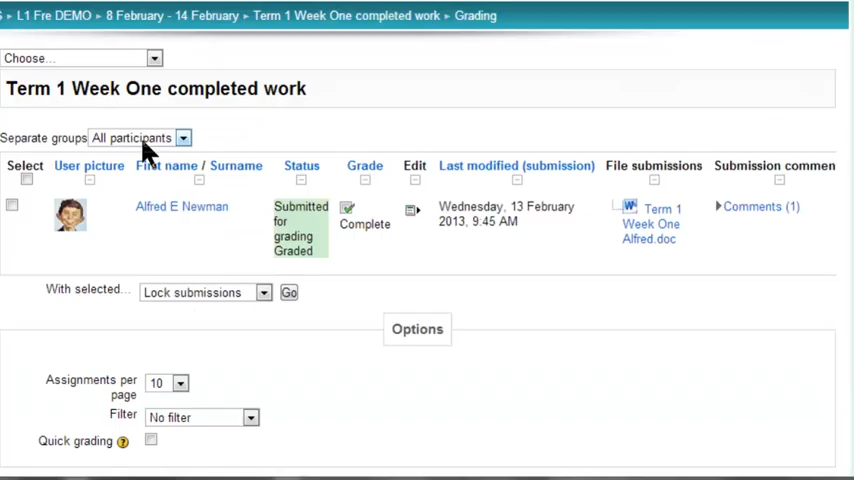 L1 Fre DEMO ► 8 February - 14 February ► Term 1 Week One completed work ► Grading
Choose...
Term 1 Week One completed work
Separate groups All participants
Select User picture First name / Surname Status Grade Edit Last modified (submission) File submissions Submission commen
Alfred E Newman
Submitted for grading Graded
Complete
Wednesday, 13 February
2013, 9:45 AM
Term 1
Week One
Alfred.doc
Comments (1)
With selected... Lock submissions Go
Options
Assignments per
page
10
Filter No filter
Quick grading